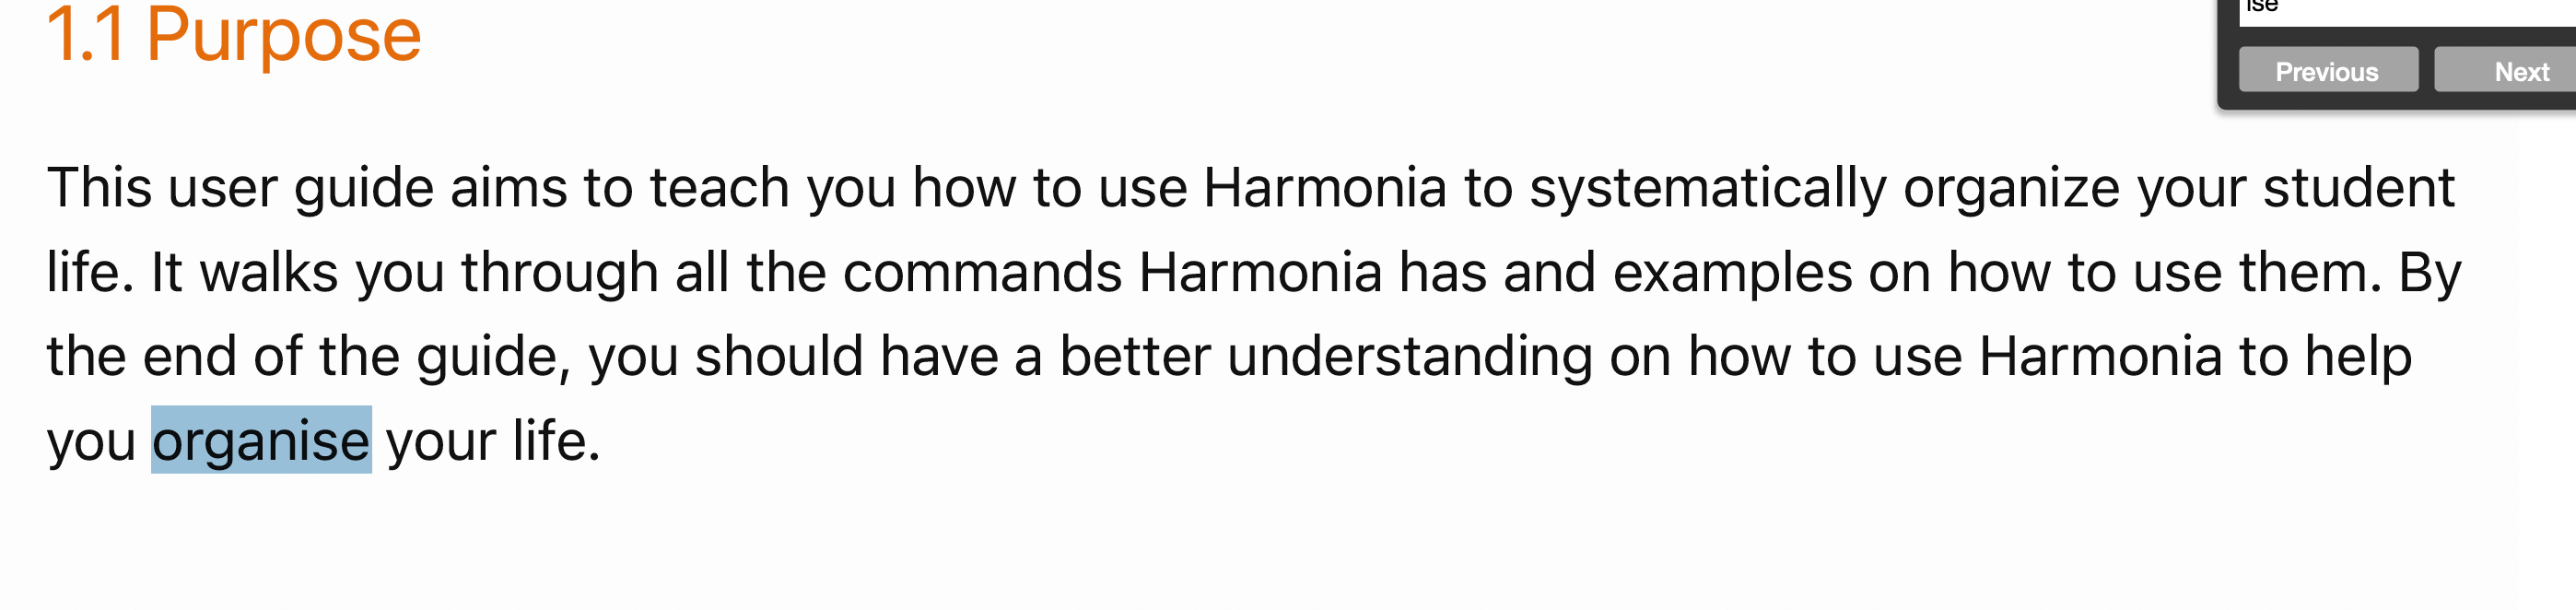 1.1 Purpose
ise
Previous Next
This user guide aims to teach you how to use Harmonia to systematically organize your student
life. It walks you through all the commands Harmonia has and examples on how to use them. By
the end of the guide, you should have a better understanding on how to use Harmonia to help
you organise your life.